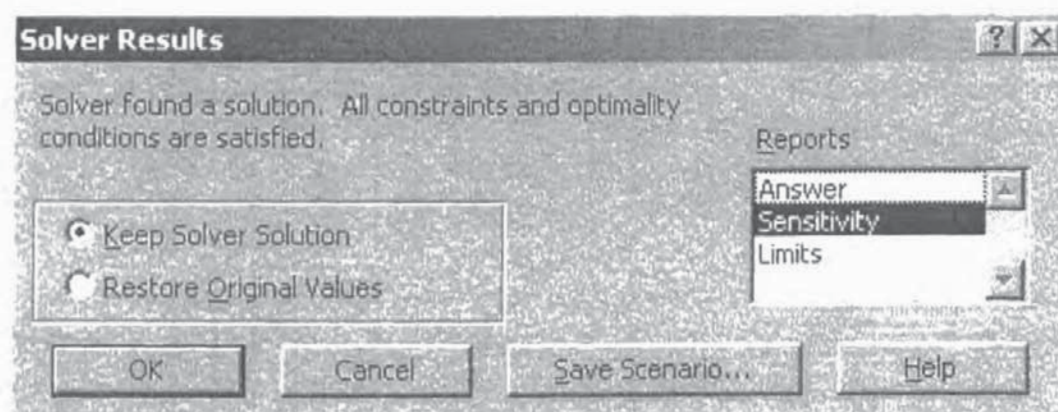 Solver Results
Solver found a solution. All constraints and optimality
conditions are satisfied.
Reports
Answer
Sensitivity
Limits
Keep Solver Solution
Restore Original Values
OK Cancel Save Scenario... Help